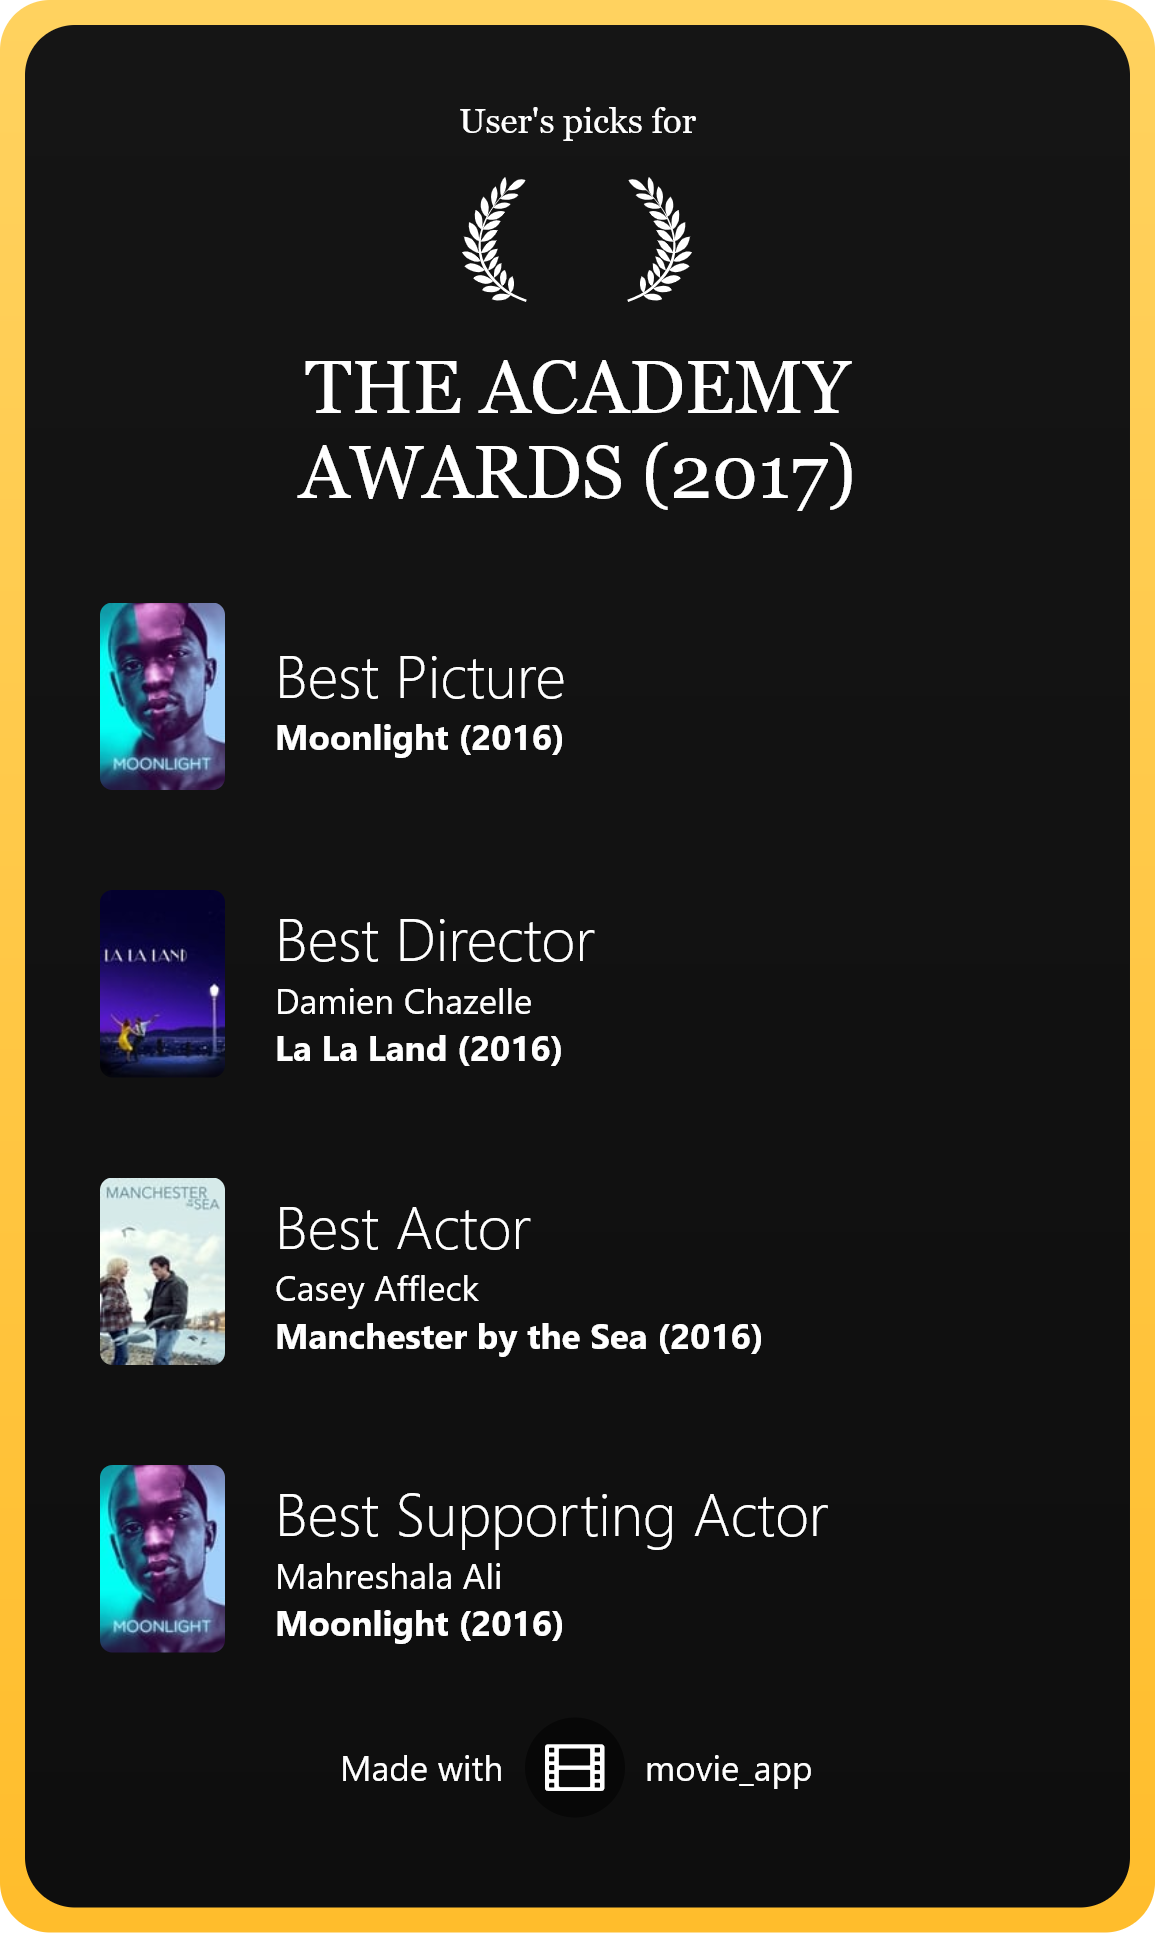 User's picks for
THE ACADEMY
AWARDS (2017)
MOONLIGHT
Best Picture
Moonlight (2016)
LA LA LAND
Best Director
Damien Chazelle
La La Land (2016)
MANCHESTER
SEA
Best Actor
Casey Affleck
Manchester by the Sea (2016)
MOONLIGHT
Best Supporting Actor
Mahreshala Ali
Moonlight (2016)
Made with movie_app